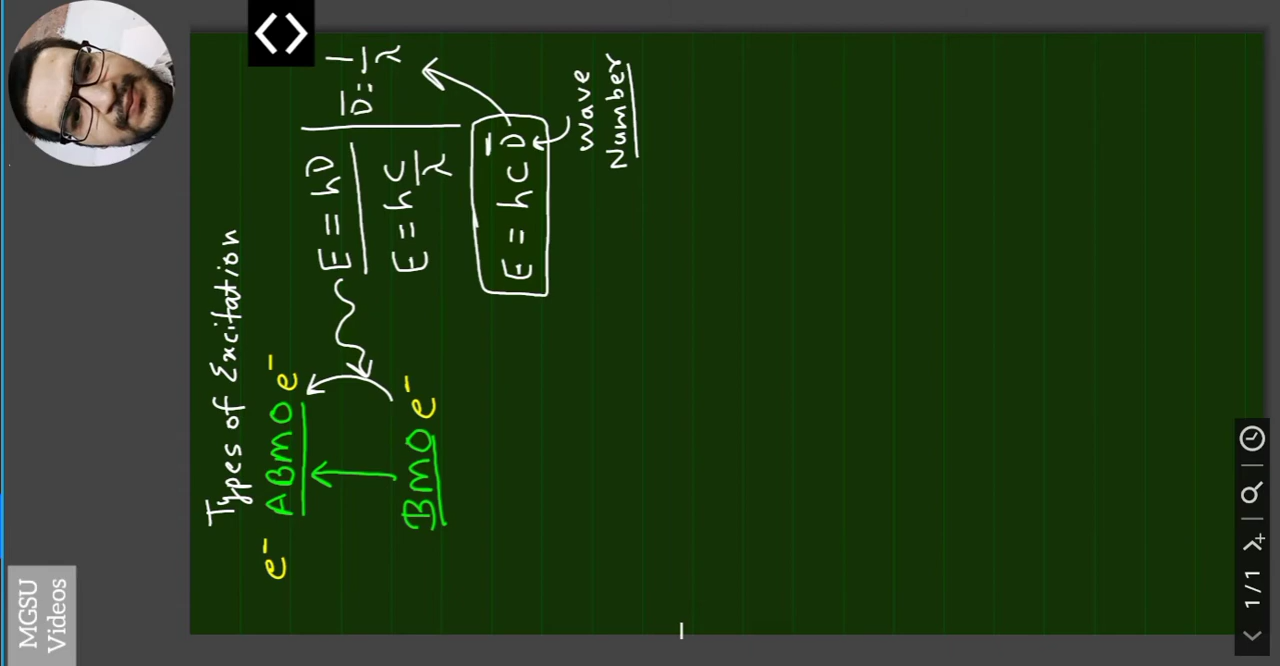 MGSU
Videos
Types of Excitation
e⁻ ABMO e⁻
BMO e⁻
E = hν
ν̄ = 1/λ
E = hC/λ
E = hCν̄
Wave
Number
1/1